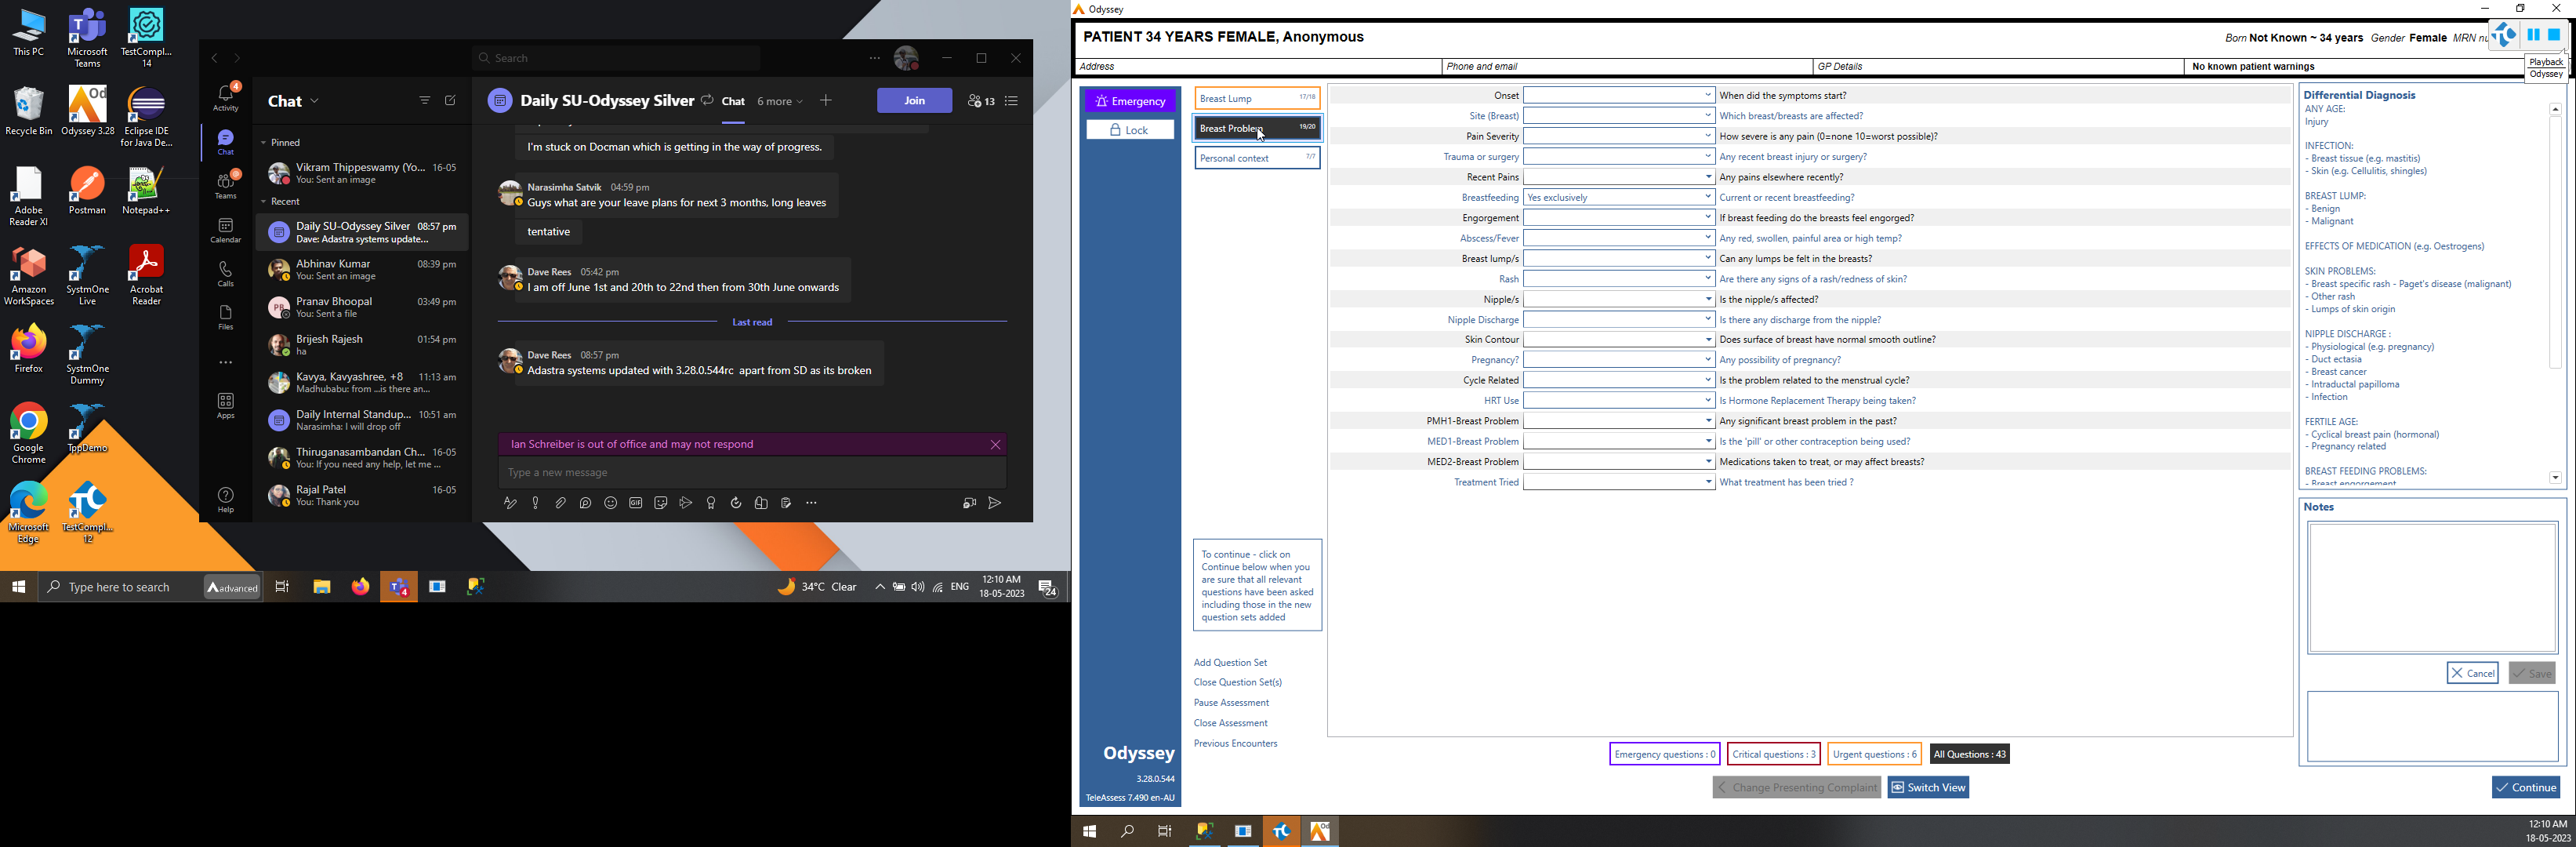 This PC
Microsoft
Teams
TestCompl...
14
Recycle Bin
Odyssey 3.28
Eclipse IDE
for Java De...
Adobe
Reader XI
Postman
Notepad++
Amazon
WorkSpaces
SystmOne
Live
Acrobat
Reader
Firefox
SystmOne
Dummy
Google
Chrome
TppDemo
Microsoft
Edge
TestCompl...
12
Search
Activity
4
Chat
Teams
Calendar
Calls
Files
Apps
Help
Chat
Pinned
Vikram Thippeswamy (Yo... 16-05
You: Sent an image
Recent
Daily SU-Odyssey Silver 08:57 pm
Dave: Adastra systems update...
Abhinav Kumar 08:39 pm
You: Sent an image
PB
Pranav Bhoopal 03:49 pm
You: Sent a file
Brijesh Rajesh 01:54 pm
ha
Kavya, Kavyashree, +8 11:13 am
Madhubabu: from ...is there an...
Daily Internal Standup... 10:51 am
Narasimha: I will drop off
Thiruganasambandan Ch... 16-05
You: If you need any help, let me ...
Rajal Patel 16-05
You: Thank you
Daily SU-Odyssey Silver Chat 6 more Join 13
I'm stuck on Docman which is getting in the way of progress.
Narasimha Satvik 04:59 pm
Guys what are your leave plans for next 3 months, long leaves
tentative
Dave Rees 05:42 pm
I am off June 1st and 20th to 22nd then from 30th June onwards
Last read
Dave Rees 08:57 pm
Adastra systems updated with 3.28.0.544rc apart from SD as its broken
Ian Schreiber is out of office and may not respond
Type a new message
GIF
Type here to search
advanced
4
34°C Clear
ENG
12:10 AM
18-05-2023
24
Odyssey
PATIENT 34 YEARS FEMALE, Anonymous
Born Not Known ~ 34 years Gender Female MRN nu
Playback
Odyssey
Address
Phone and email
GP Details
No known patient warnings
Emergency
Lock
Breast Lump 17/18
Breast Problem 19/20
Personal context 7/7
Onset When did the symptoms start?
Site (Breast) Which breast/breasts are affected?
Pain Severity How severe is any pain (0=none 10=worst possible)?
Trauma or surgery Any recent breast injury or surgery?
Recent Pains Any pains elsewhere recently?
Breastfeeding Yes exclusively Current or recent breastfeeding?
Engorgement If breast feeding do the breasts feel engorged?
Abscess/Fever Any red, swollen, painful area or high temp?
Breast lump/s Can any lumps be felt in the breasts?
Rash Are there any signs of a rash/redness of skin?
Nipple/s Is the nipple/s affected?
Nipple Discharge Is there any discharge from the nipple?
Skin Contour Does surface of breast have normal smooth outline?
Pregnancy? Any possibility of pregnancy?
Cycle Related Is the problem related to the menstrual cycle?
HRT Use Is Hormone Replacement Therapy being taken?
PMH1-Breast Problem Any significant breast problem in the past?
MED1-Breast Problem Is the 'pill' or other contraception being used?
MED2-Breast Problem Medications taken to treat, or may affect breasts?
Treatment Tried What treatment has been tried ?
To continue - click on
Continue below when you
are sure that all relevant
questions have been asked
including those in the new
question sets added
Add Question Set
Close Question Set(s)
Pause Assessment
Close Assessment
Previous Encounters
Odyssey
3.28.0.544
TeleAssess 7.490 en-AU
Emergency questions : 0
Critical questions : 3
Urgent questions : 6
All Questions : 43
Change Presenting Complaint
Switch View
Differential Diagnosis
ANY AGE:
Injury
INFECTION:
- Breast tissue (e.g. mastitis)
- Skin (e.g. Cellulitis, shingles)
BREAST LUMP:
- Benign
- Malignant
EFFECTS OF MEDICATION (e.g. Oestrogens)
SKIN PROBLEMS:
- Breast specific rash - Paget's disease (malignant)
- Other rash
- Lumps of skin origin
NIPPLE DISCHARGE :
- Physiological (e.g. pregnancy)
- Duct ectasia
- Breast cancer
- Intraductal papilloma
- Infection
FERTILE AGE:
- Cyclical breast pain (hormonal)
- Pregnancy related
BREAST FEEDING PROBLEMS:
- Breast engorgement
Notes
Cancel
Save
Continue
12:10 AM
18-05-2023